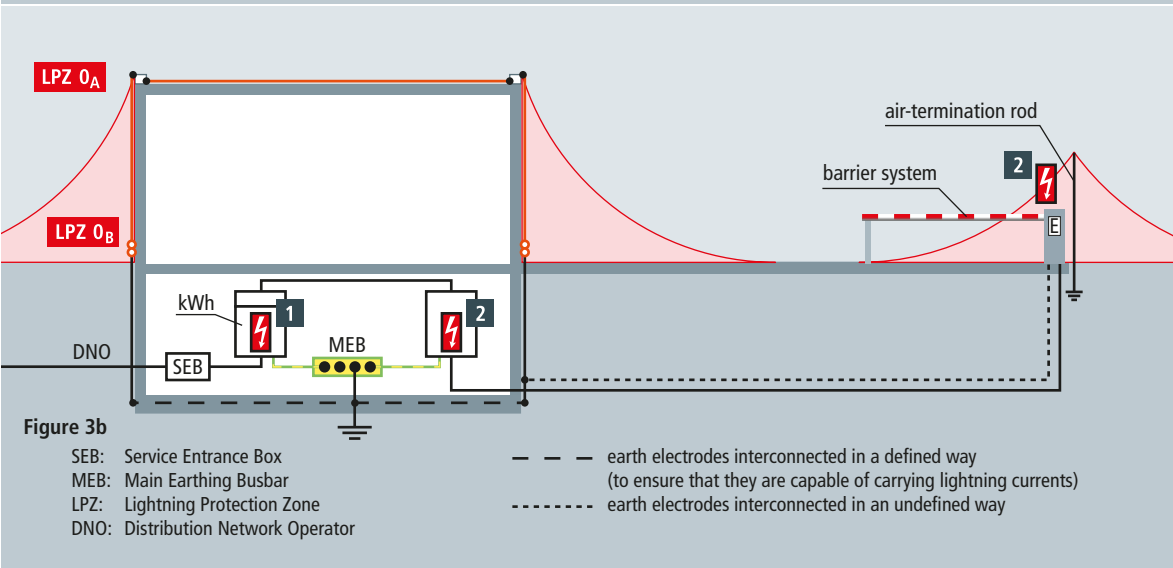 LPZ 0A
air-termination rod
2
barrier system
LPZ 0B
E
kWh
1
2
MEB
DNO
SEB
Figure 3b
SEB: Service Entrance Box
MEB: Main Earthing Busbar
LPZ: Lightning Protection Zone
DNO: Distribution Network Operator
earth electrodes interconnected in a defined way
(to ensure that they are capable of carrying lightning currents)
earth electrodes interconnected in an undefined way